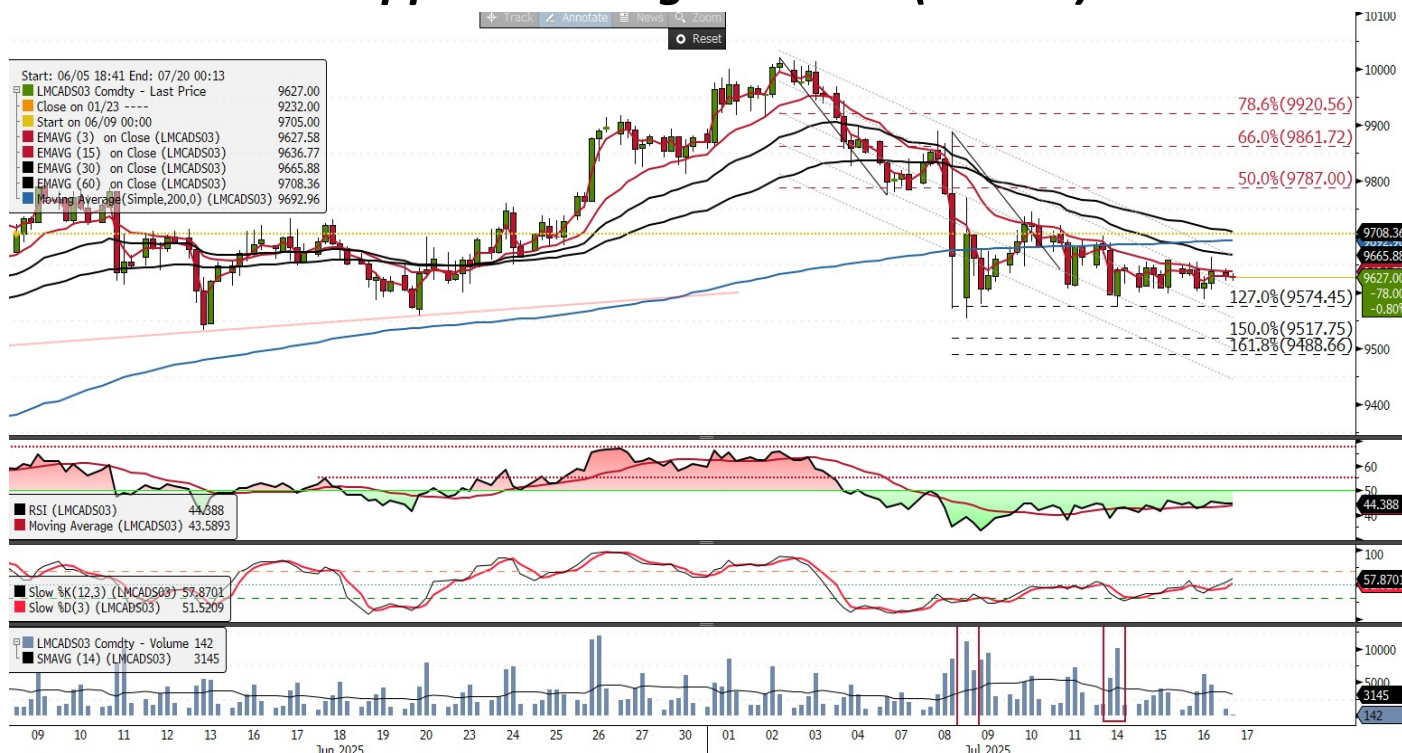 Track Annotate News Zoom
Reset
Start: 06/05 18:41 End: 07/20 00:13
LMCADS03 Comdty - Last Price 9627.00
Close on 01/23 ---- 9232.00
Start on 06/09 00:00 9705.00
EMAVG (3) on Close (LMCADS03) 9627.58
EMAVG (15) on Close (LMCADS03) 9636.77
EMAVG (30) on Close (LMCADS03) 9665.88
EMAVG (60) on Close (LMCADS03) 9708.36
Moving Average(Simple,200,0) (LMCADS03) 9692.96
10100
10000
78.6%(9920.56)
9900
66.0%(9861.72)
9800
50.0%(9787.00)
9708.36
9665.88
9627.00
-78.00
-0.80%
127.0%(9574.45)
150.0%(9517.75)
9500
161.8%(9488.66)
9400
60
50
44.388
40
RSI (LMCADS03) 44.388
Moving Average (LMCADS03) 43.5893
100
57.8701
Slow %K(12,3) (LMCADS03) 57.8701
Slow %D(3) (LMCADS03) 51.5209
LMCADS03 Comdty - Volume 142
SMAVG (14) (LMCADS03) 3145
10000
5000
3145
142
09 10 11 12 13 16 17 18 19 20 23 24 25 26 27 30 01 02 03 04 07 08 09 10 11 14 15 16 17
Jun 2025 Jul 2025